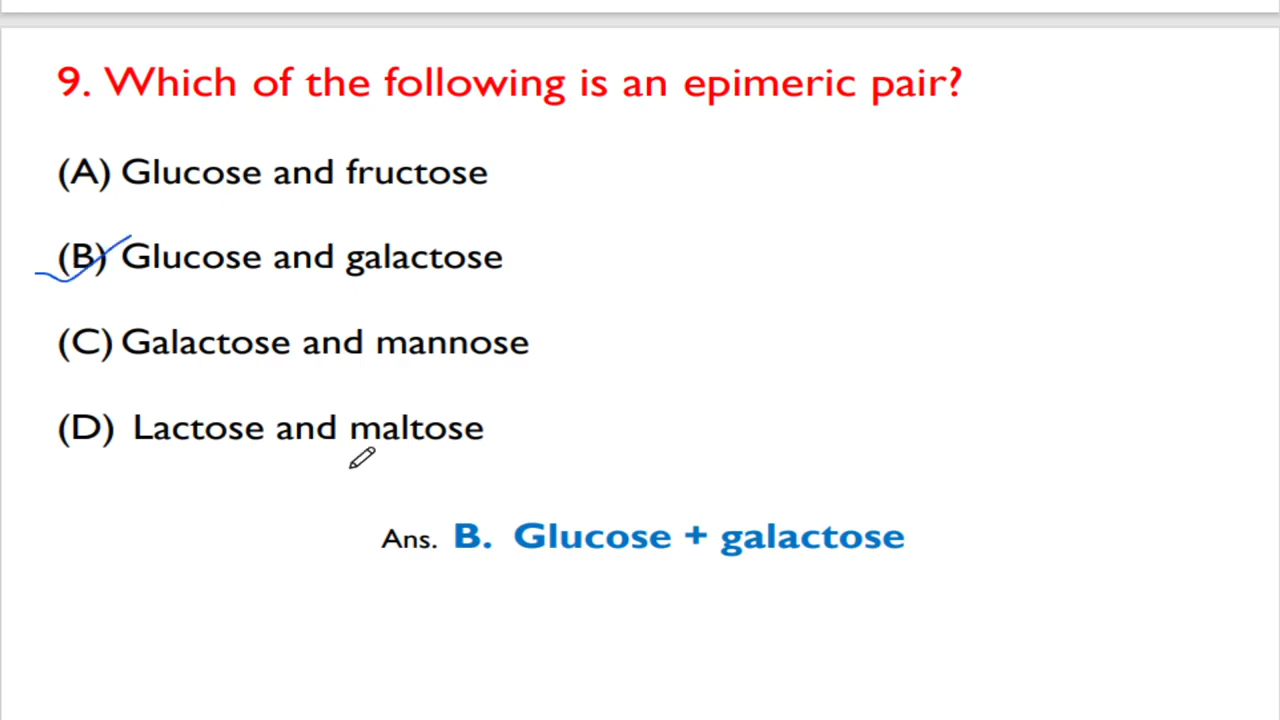 9. Which of the following is an epimeric pair?
(A) Glucose and fructose
(B) Glucose and galactose
(C) Galactose and mannose
(D) Lactose and maltose
Ans. B. Glucose + galactose